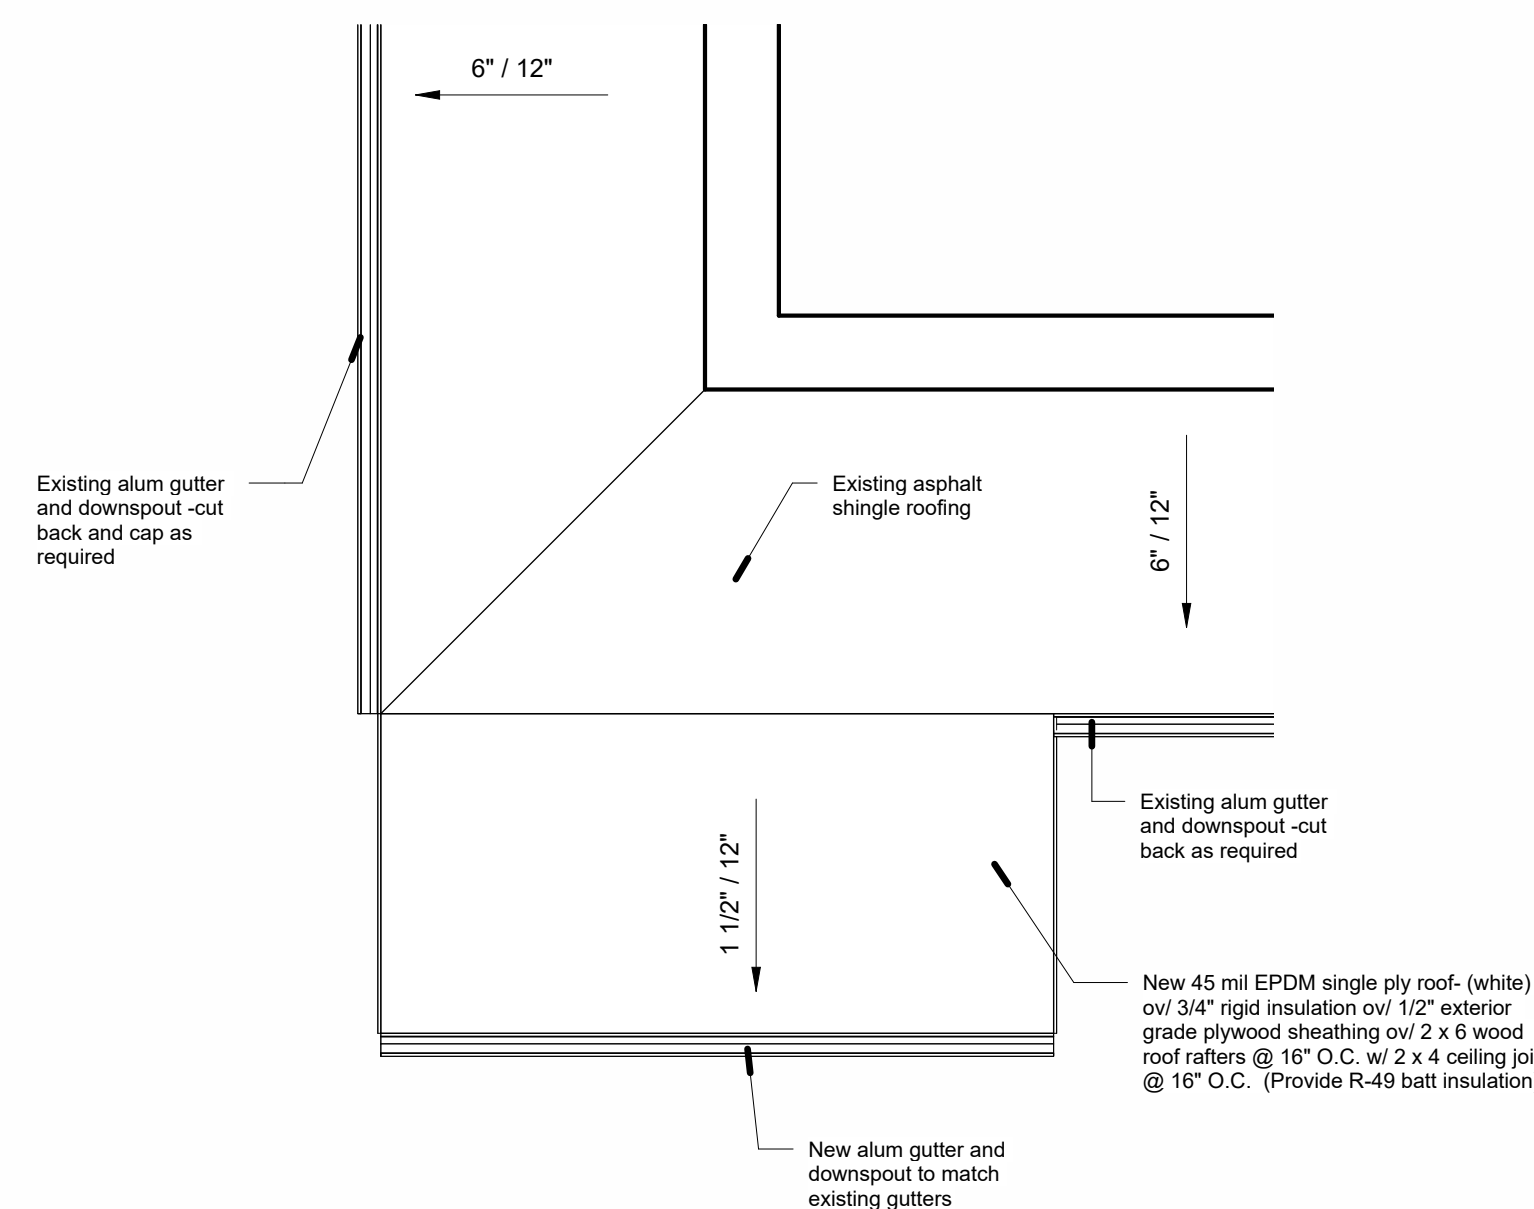 6" / 12"
Existing alum gutter
and downspout -cut
back and cap as
required
Existing asphalt
shingle roofing
6" / 12"
Existing alum gutter
and downspout -cut
back as required
1 1/2" / 12"
New 45 mil EPDM single ply roof- (white)
ov/ 3/4" rigid insulation ov/ 1/2" exterior
grade plywood sheathing ov/ 2 x 6 wood
roof rafters @ 16" O.C. w/ 2 x 4 ceiling
@ 16" O.C. (Provide R-49 batt insulation
New alum gutter and
downspout to match
existing gutters